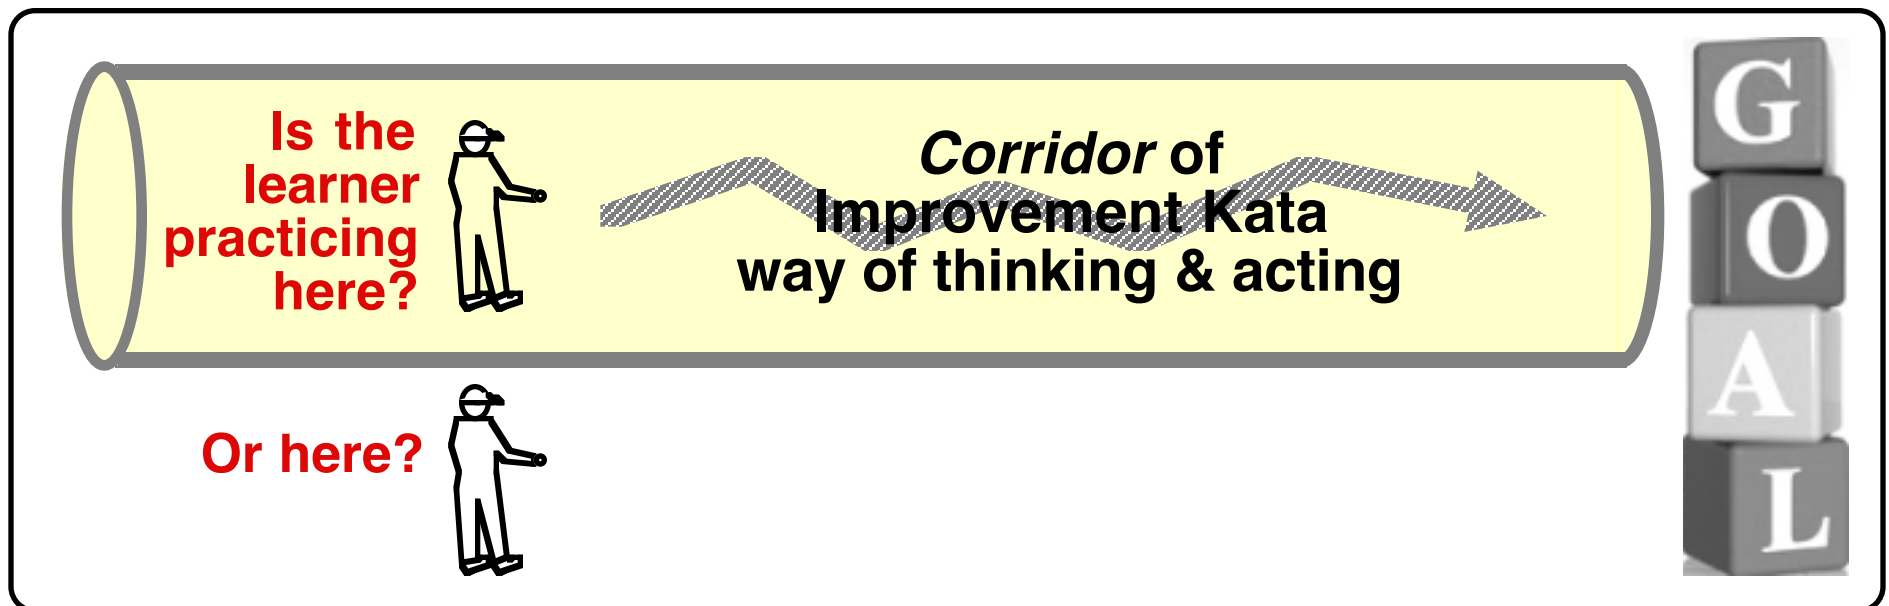 Is the
learner
practicing
here?
Corridor of
Improvement Kata
way of thinking & acting
Or here?
G
O
A
L